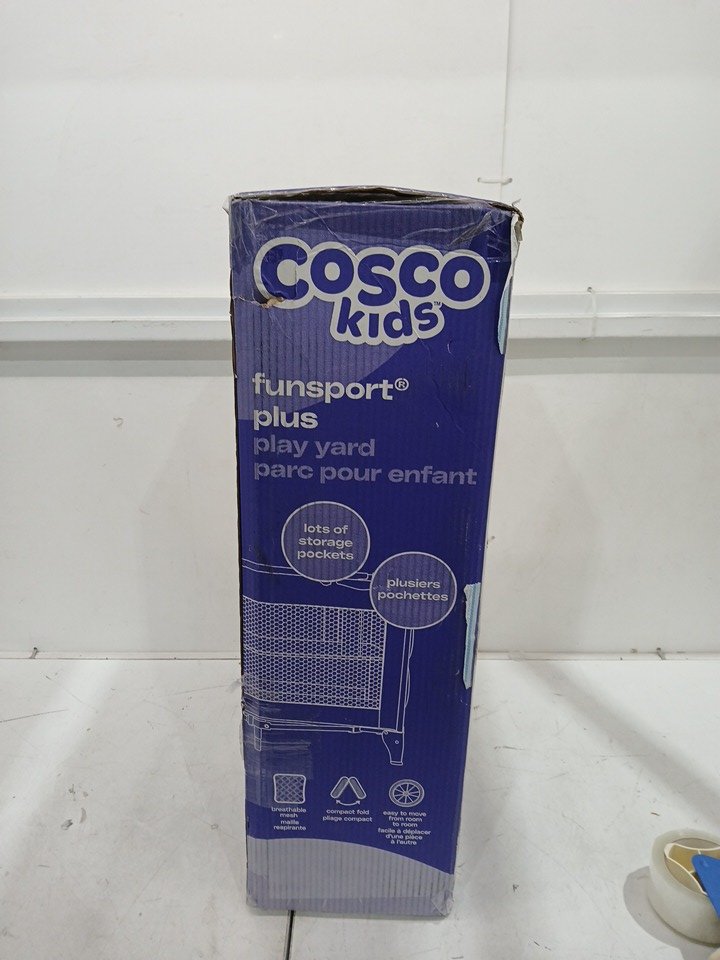 COSCO
kids™
funsport®
plus
play yard
parc pour enfant
lots of
storage
pockets
plusiers
pochettes
breathable
mesh
maille
respirante
compact fold
pliage compact
easy to move
from room
to room
facile à déplacer
d'une pièce
à l'autre